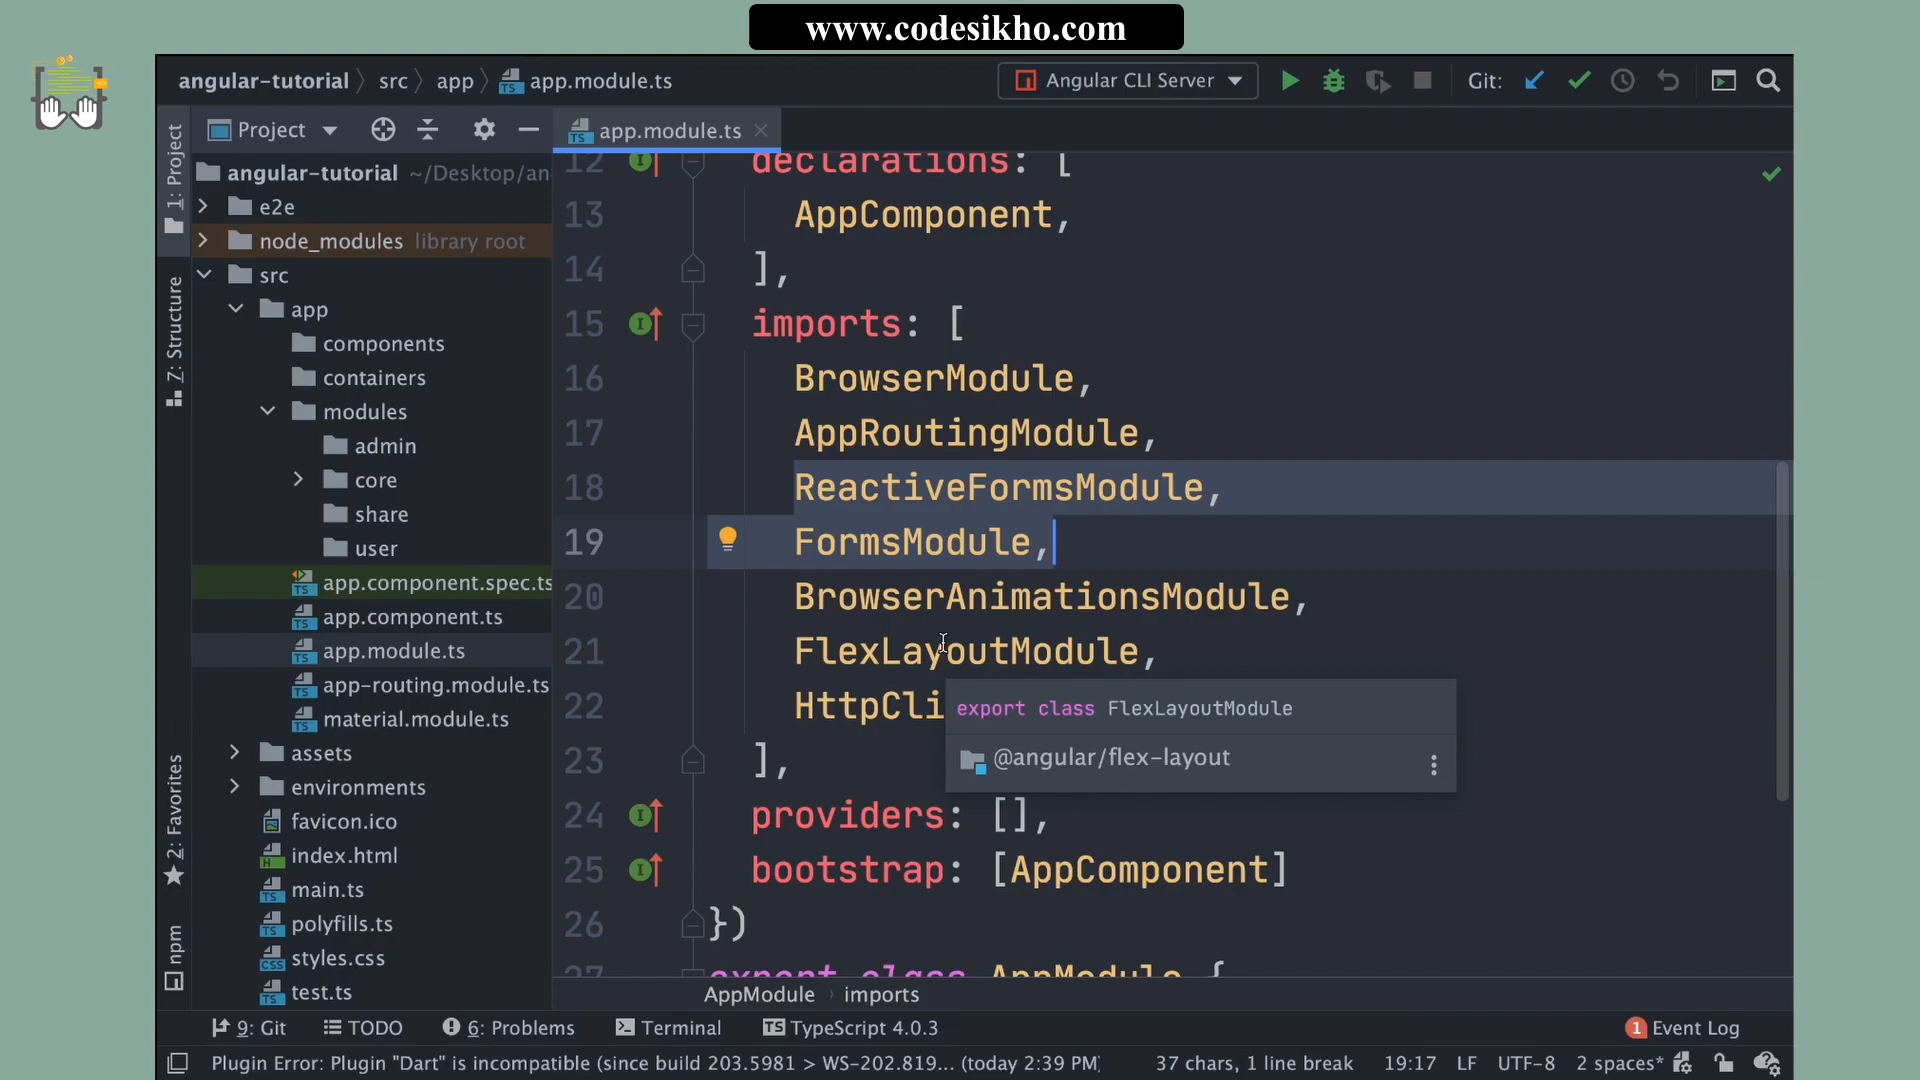 www.codesikho.com
angular-tutorial 〉 src 〉 app 〉 app.module.ts
Angular CLI Server
Git:
Project
app.module.ts
1: Project
Z: Structure
2: Favorites
npm
angular-tutorial ~/Desktop/an
e2e
node_modules library root
src
app
components
containers
modules
admin
core
share
user
app.component.spec.ts
app.component.ts
app.module.ts
app-routing.module.ts
material.module.ts
assets
environments
favicon.ico
index.html
main.ts
polyfills.ts
styles.css
test.ts
12 declarations: [
13 AppComponent,
14 ],
15 imports: [
16 BrowserModule,
17 AppRoutingModule,
18 ReactiveFormsModule,
19 FormsModule,
20 BrowserAnimationsModule,
21 FlexLayoutModule,
22 HttpCli
23 ],
24 providers: [],
25 bootstrap: [AppComponent]
26 })
27 export class AppModule {
export class FlexLayoutModule
@angular/flex-layout
AppModule › imports
9: Git TODO 6: Problems Terminal TypeScript 4.0.3 1 Event Log
Plugin Error: Plugin "Dart" is incompatible (since build 203.5981 > WS-202.819... (today 2:39 PM) 37 chars, 1 line break 19:17 LF UTF-8 2 spaces*